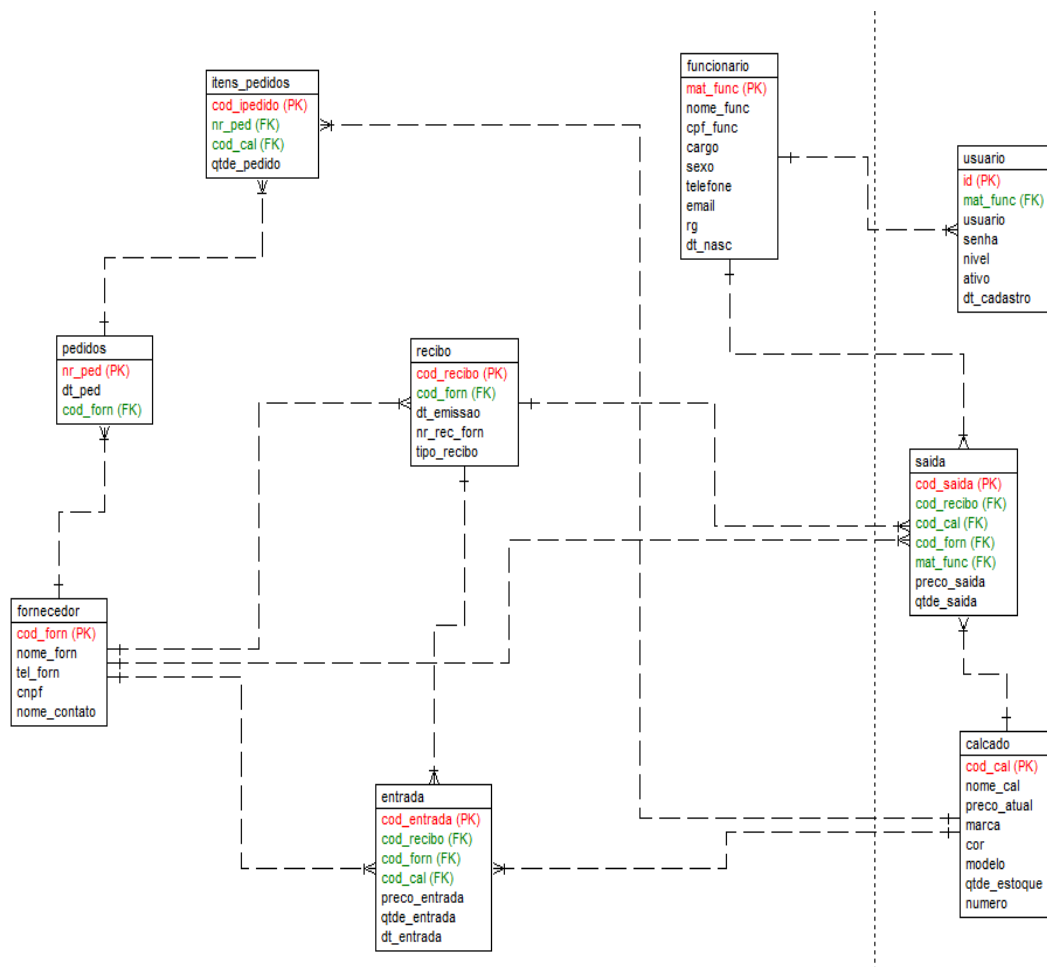 itens_pedidos
cod_ipedido (PK)
nr_ped (FK)
cod_cal (FK)
qtde_pedido
funcionario
mat_func (PK)
nome_func
cpf_func
cargo
sexo
telefone
email
rg
dt_nasc
usuario
id (PK)
mat_func (FK)
usuario
senha
nivel
ativo
dt_cadastro
pedidos
nr_ped (PK)
dt_ped
cod_forn (FK)
recibo
cod_recibo (PK)
cod_forn (FK)
dt_emissao
nr_rec_forn
tipo_recibo
saida
cod_saida (PK)
cod_recibo (FK)
cod_cal (FK)
cod_forn (FK)
mat_func (FK)
preco_saida
qtde_saida
fornecedor
cod_forn (PK)
nome_forn
tel_forn
cnpf
nome_contato
entrada
cod_entrada (PK)
cod_recibo (FK)
cod_forn (FK)
cod_cal (FK)
preco_entrada
qtde_entrada
dt_entrada
calcado
cod_cal (PK)
nome_cal
preco_atual
marca
cor
modelo
qtde_estoque
numero